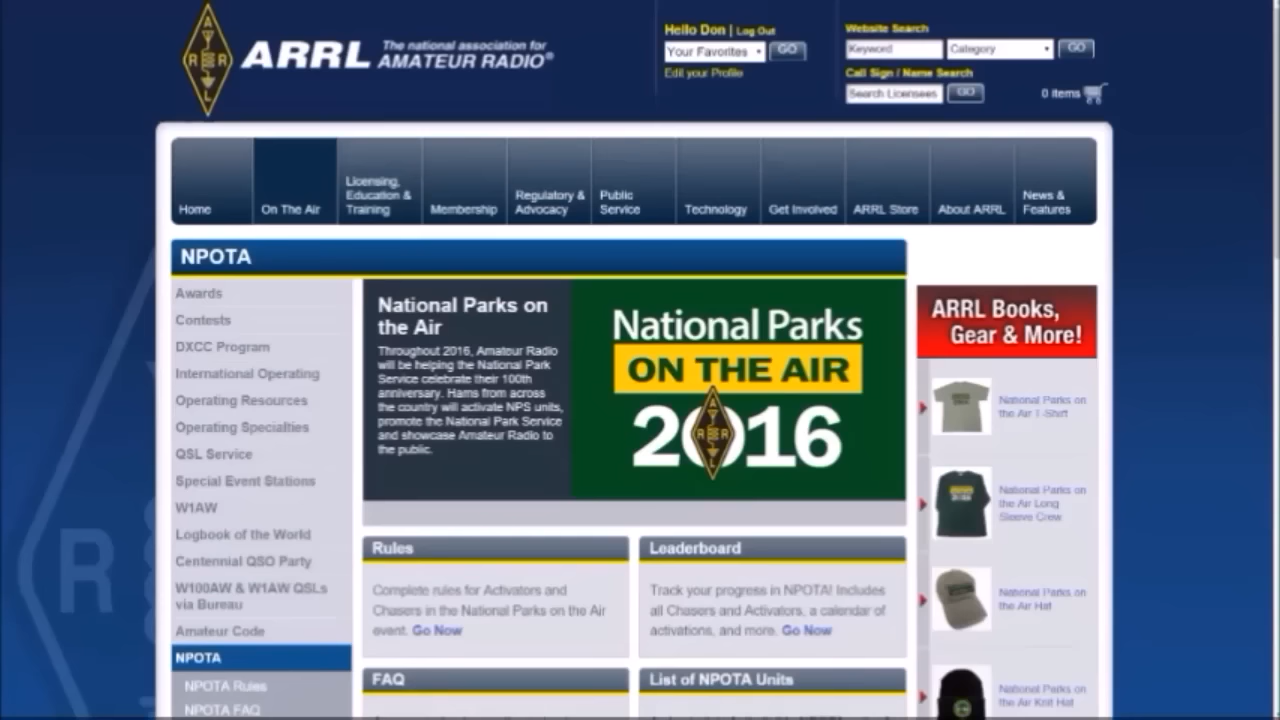 ARRL The national association for
AMATEUR RADIO®
Hello Don | Log Out
Your Favorites GO
Edit your Profile
Website Search
Keyword Category GO
Call Sign / Name Search
Search Licensees GO
0 items
Home
On The Air
Licensing,
Education &
Training
Membership
Regulatory &
Advocacy
Public
Service
Technology
Get Involved
ARRL Store
About ARRL
News &
Features
NPOTA
Awards
Contests
DXCC Program
International Operating
Operating Resources
Operating Specialties
QSL Service
Special Event Stations
W1AW
Logbook of the World
Centennial QSO Party
W100AW & W1AW QSLs
via Bureau
Amateur Code
NPOTA
NPOTA Rules
NPOTA FAQ
National Parks on
the Air
Throughout 2016, Amateur Radio
will be helping the National Park
Service celebrate their 100th
anniversary. Hams from across
the country will activate NPS units,
promote the National Park Service
and showcase Amateur Radio to
the public.
National Parks
ON THE AIR
2016
Rules
Complete rules for Activators and
Chasers in the National Parks on the Air
event. Go Now
Leaderboard
Track your progress in NPOTA! Includes
all Chasers and Activators, a calendar of
activations, and more. Go Now
FAQ
List of NPOTA Units
ARRL Books,
Gear & More!
National Parks on
the Air T-Shirt
National Parks on
the Air Long
Sleeve Crew
National Parks on
the Air Hat
National Parks on
the Air Knit Hat